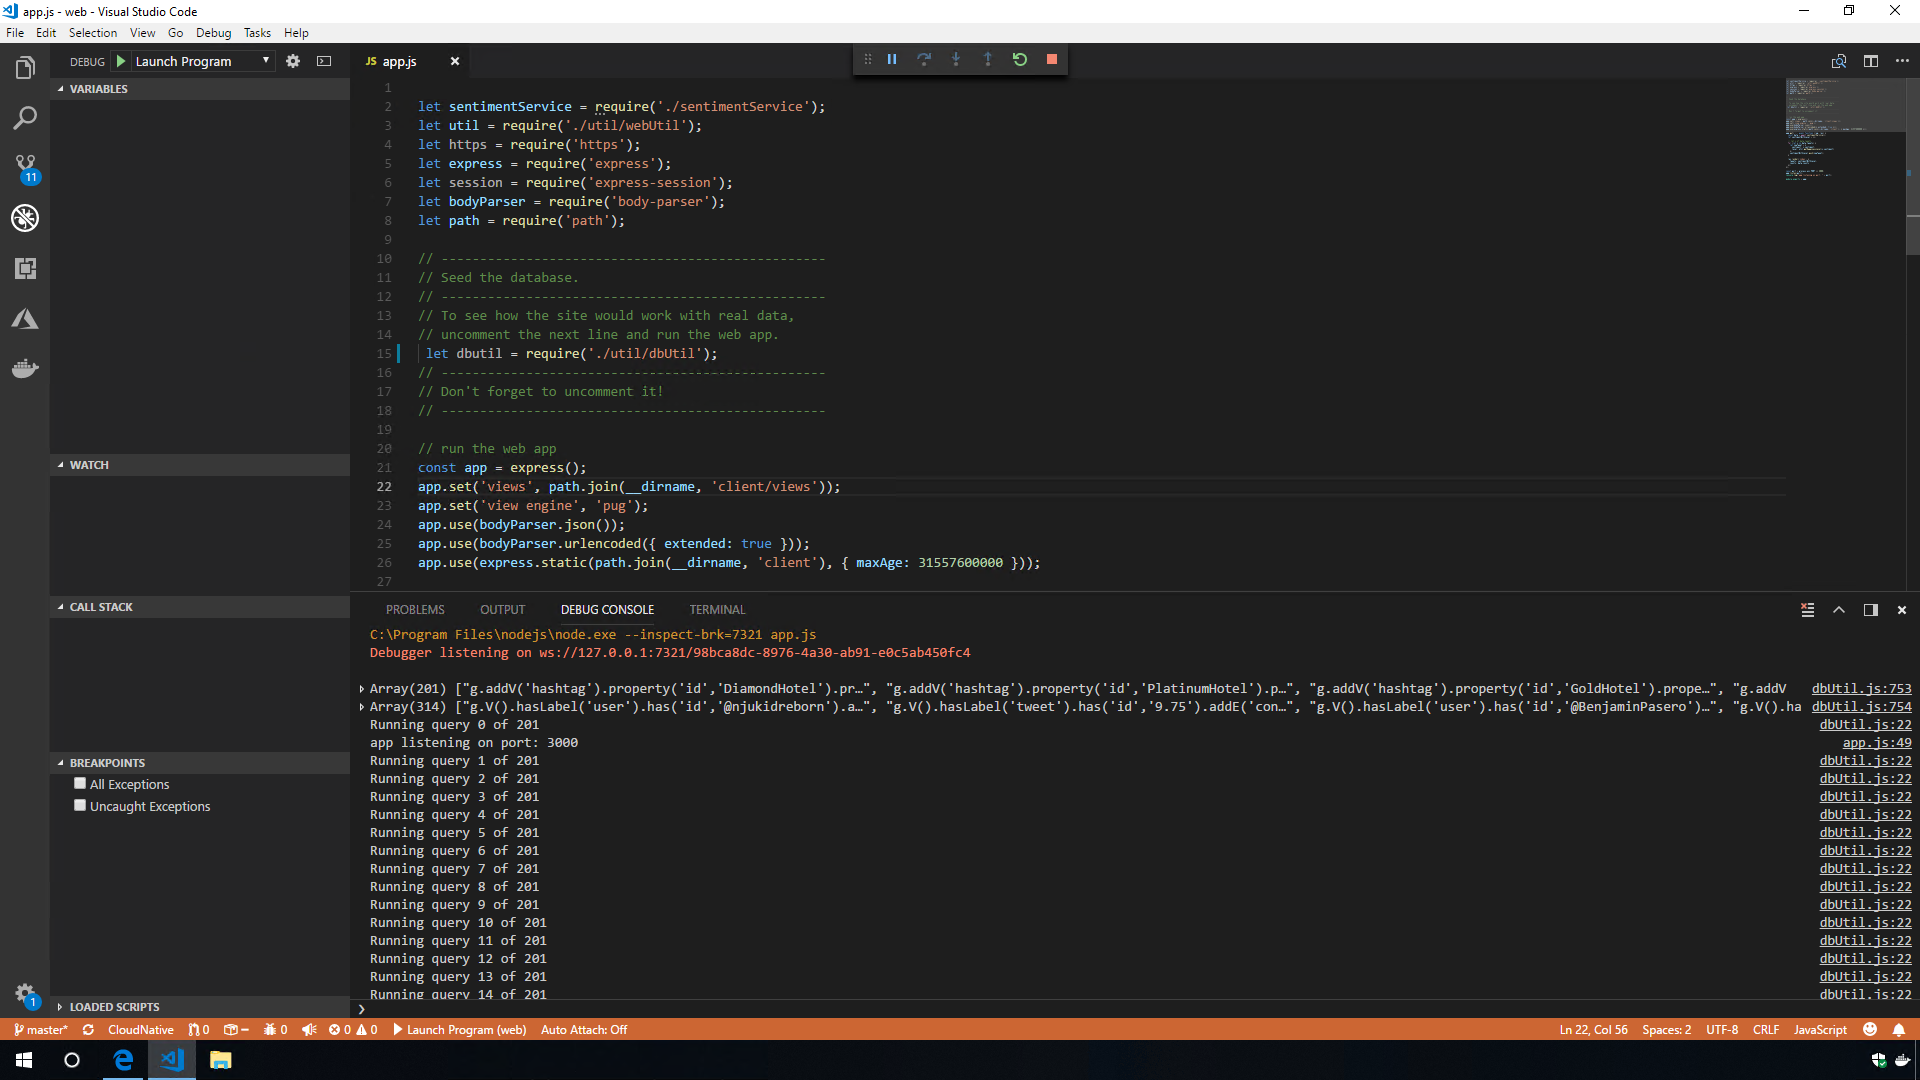 app.js - web - Visual Studio Code
File Edit Selection View Go Debug Tasks Help
DEBUG Launch Program
JS app.js
VARIABLES
1
2 let sentimentService = require('./sentimentService');
3 let util = require('./util/webUtil');
4 let https = require('https');
5 let express = require('express');
6 let session = require('express-session');
7 let bodyParser = require('body-parser');
8 let path = require('path');
9
10 // --------------------------------------------------
11 // Seed the database.
12 // --------------------------------------------------
13 // To see how the site would work with real data,
14 // uncomment the next line and run the web app.
15 let dbutil = require('./util/dbUtil');
16 // --------------------------------------------------
17 // Don't forget to uncomment it!
18 // --------------------------------------------------
19
20 // run the web app
21 const app = express();
22 app.set('views', path.join(__dirname, 'client/views'));
23 app.set('view engine', 'pug');
24 app.use(bodyParser.json());
25 app.use(bodyParser.urlencoded({ extended: true }));
26 app.use(express.static(path.join(__dirname, 'client'), { maxAge: 31557600000 }));
27
11
WATCH
CALL STACK
BREAKPOINTS
All Exceptions
Uncaught Exceptions
LOADED SCRIPTS
1
PROBLEMS OUTPUT DEBUG CONSOLE TERMINAL
C:\Program Files\nodejs\node.exe --inspect-brk=7321 app.js
Debugger listening on ws://127.0.0.1:7321/98bca8dc-8976-4a30-ab91-e0c5ab450fc4
Array(201) ["g.addV('hashtag').property('id','DiamondHotel').pr…", "g.addV('hashtag').property('id','PlatinumHotel').p…", "g.addV('hashtag').property('id','GoldHotel').prope…", "g.addV dbUtil.js:753
Array(314) ["g.V().hasLabel('user').has('id','@njukidreborn').a…", "g.V().hasLabel('tweet').has('id','9.75').addE('con…", "g.V().hasLabel('user').has('id','@BenjaminPasero')…", "g.V().ha dbUtil.js:754
Running query 0 of 201 dbUtil.js:22
app listening on port: 3000 app.js:49
Running query 1 of 201 dbUtil.js:22
Running query 2 of 201 dbUtil.js:22
Running query 3 of 201 dbUtil.js:22
Running query 4 of 201 dbUtil.js:22
Running query 5 of 201 dbUtil.js:22
Running query 6 of 201 dbUtil.js:22
Running query 7 of 201 dbUtil.js:22
Running query 8 of 201 dbUtil.js:22
Running query 9 of 201 dbUtil.js:22
Running query 10 of 201 dbUtil.js:22
Running query 11 of 201 dbUtil.js:22
Running query 12 of 201 dbUtil.js:22
Running query 13 of 201 dbUtil.js:22
Running query 14 of 201 dbUtil.js:22
master* CloudNative 0 0 0 0 Launch Program (web) Auto Attach: Off Ln 22, Col 56 Spaces: 2 UTF-8 CRLF JavaScript